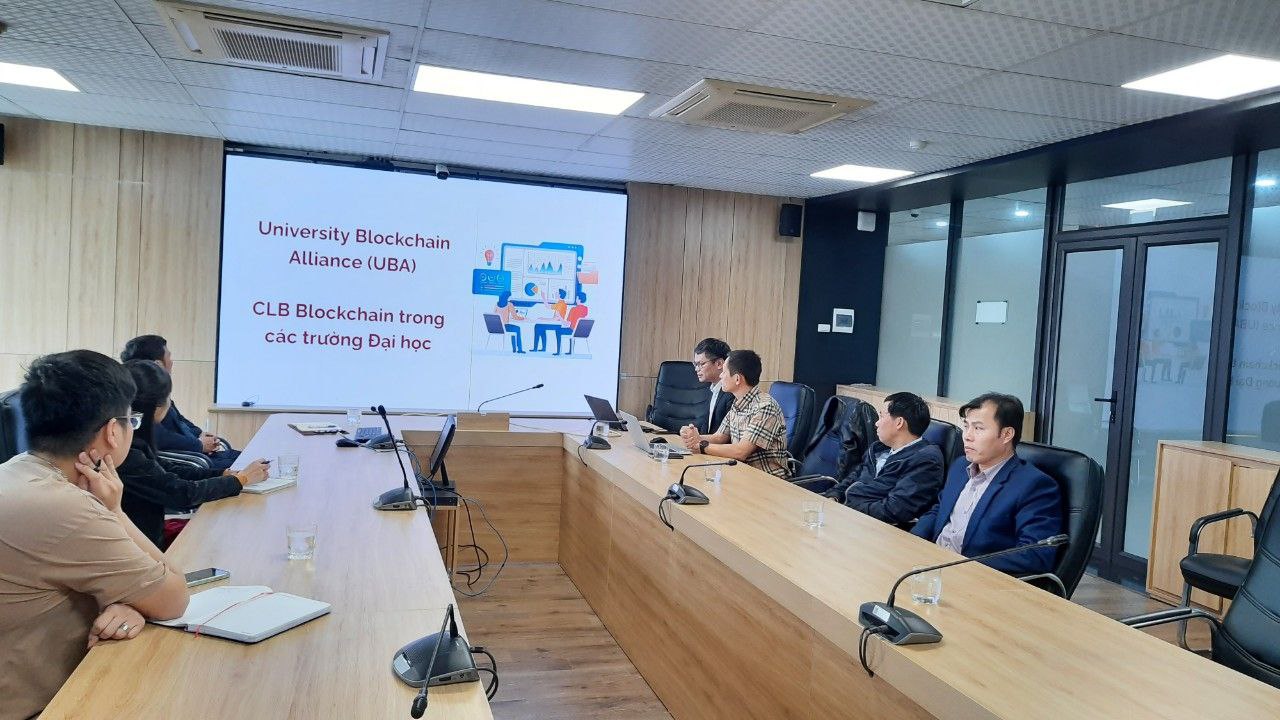 University Blockchain
Alliance (UBA)
CLB Blockchain trong
các trường Đại học